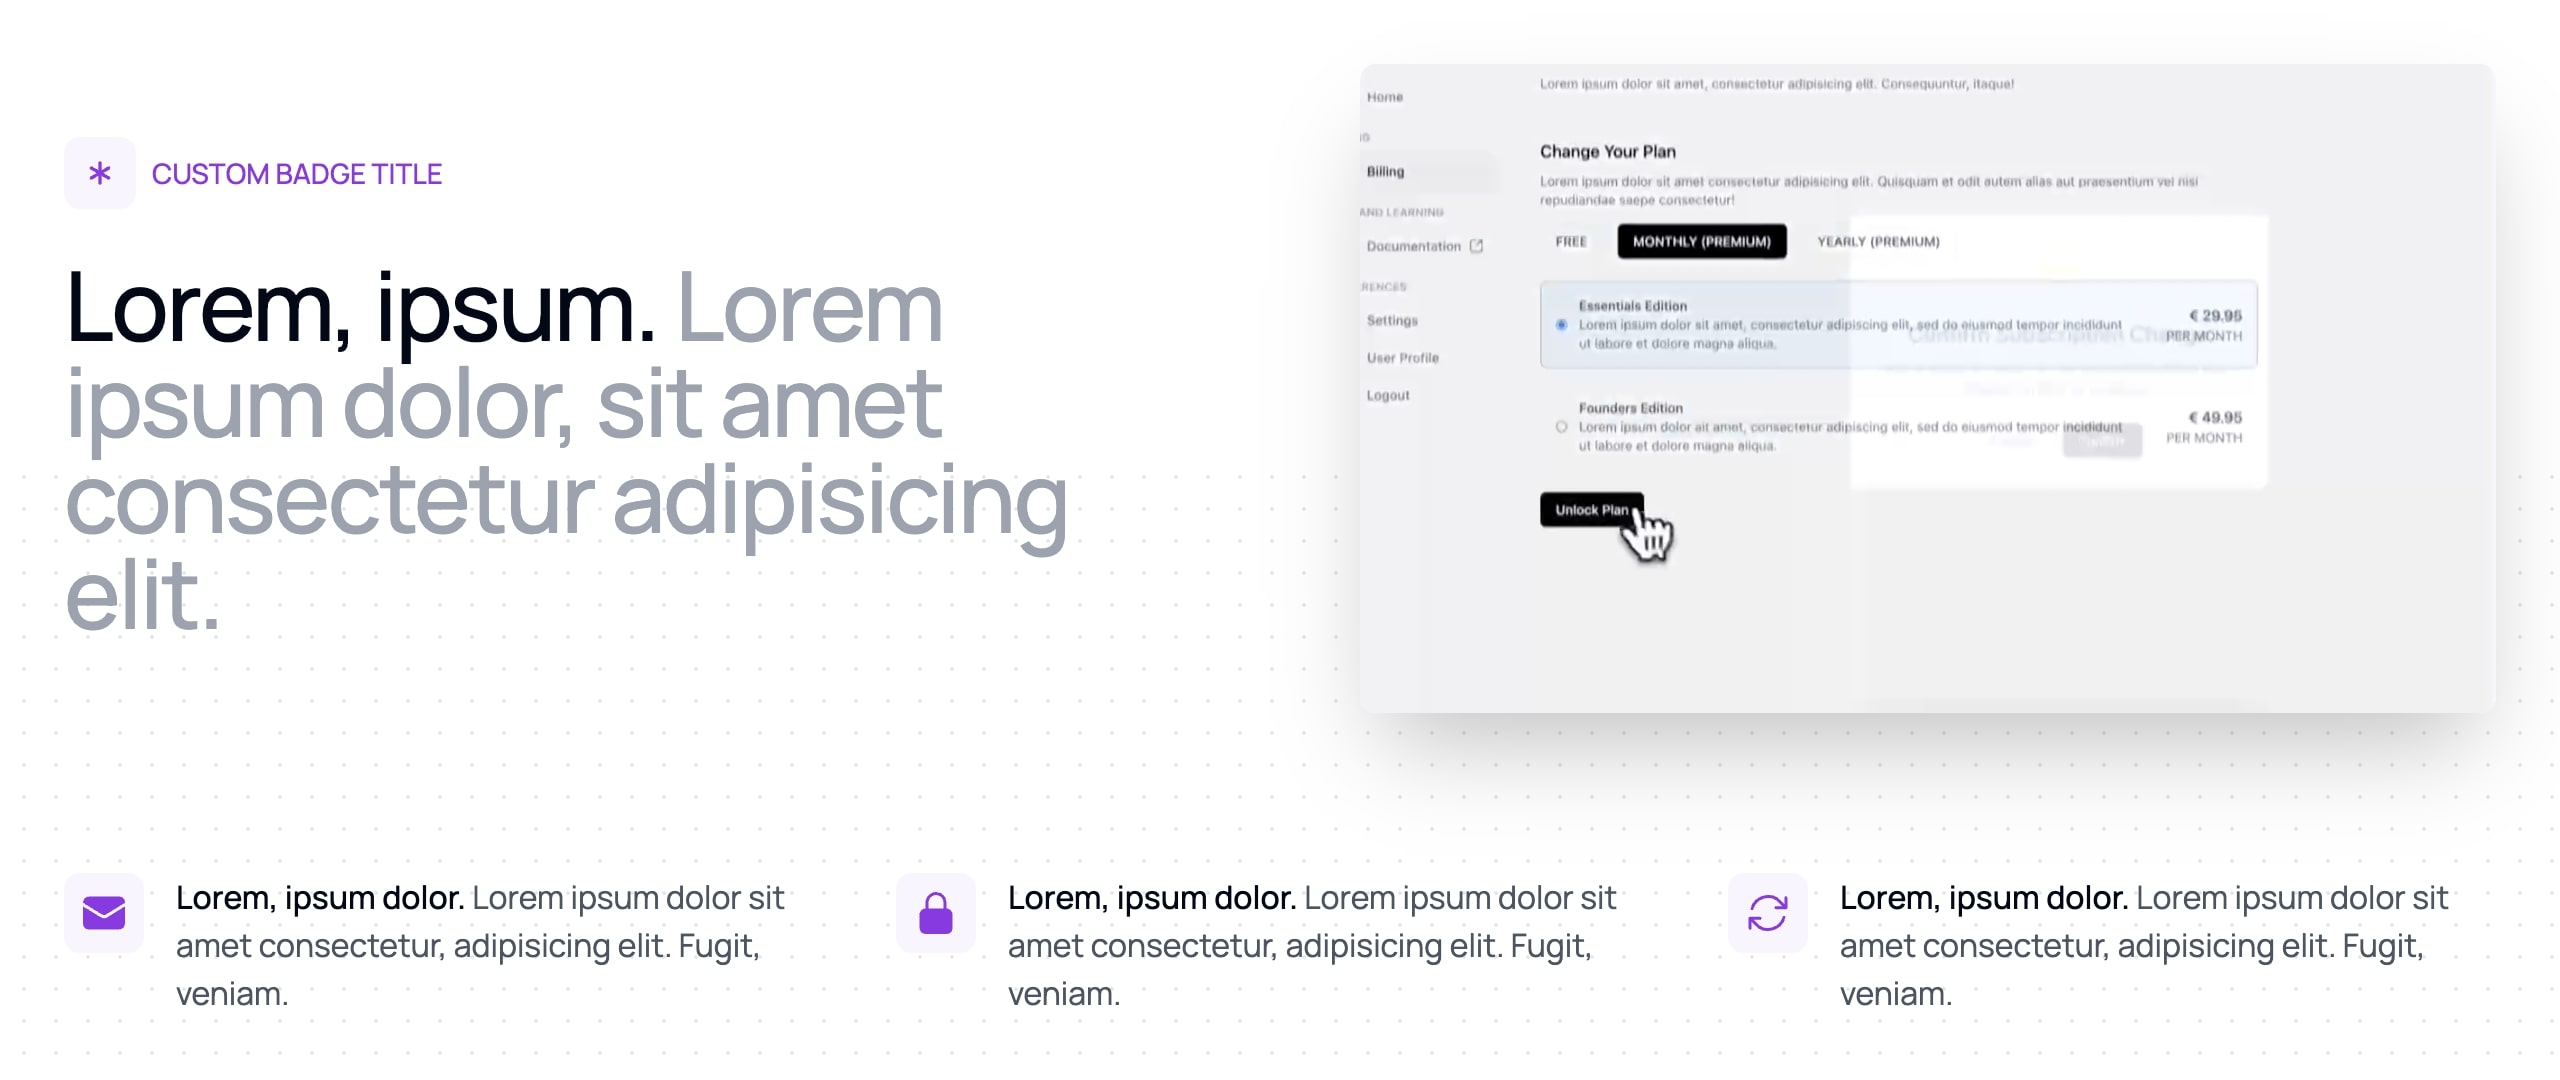 CUSTOM BADGE TITLE
Lorem, ipsum. Lorem
ipsum dolor, sit amet
consectetur adipisicing
elit.
Home
Billing
AND LEARNING
Documentation
RENCES
Settings
User Profile
Logout
Lorem ipsum dolor sit amet, consectetur adipisicing elit. Consequuntur, itaque!
Change Your Plan
Lorem ipsum dolor sit amet consectetur adipisicing elit. Quisquam et odit autem alias aut praesentium vel nisi
repudiandae saepe consectetur!
FREE MONTHLY (PREMIUM) YEARLY (PREMIUM)
Essentials Edition
Lorem ipsum dolor sit amet, consectetur adipiscing elit, sed do eiusmod tempor incididunt
ut labore et dolore magna aliqua.
€ 29.95
PER MONTH
Confirm Subscription
Founders Edition
Lorem ipsum dolor sit amet, consectetur adipiscing elit, sed do eiusmod tempor incididunt
ut labore et dolore magna aliqua.
€ 49.95
PER MONTH
Unlock Plan
Lorem, ipsum dolor. Lorem ipsum dolor sit
amet consectetur, adipisicing elit. Fugit,
veniam.
Lorem, ipsum dolor. Lorem ipsum dolor sit
amet consectetur, adipisicing elit. Fugit,
veniam.
Lorem, ipsum dolor. Lorem ipsum dolor sit
amet consectetur, adipisicing elit. Fugit,
veniam.